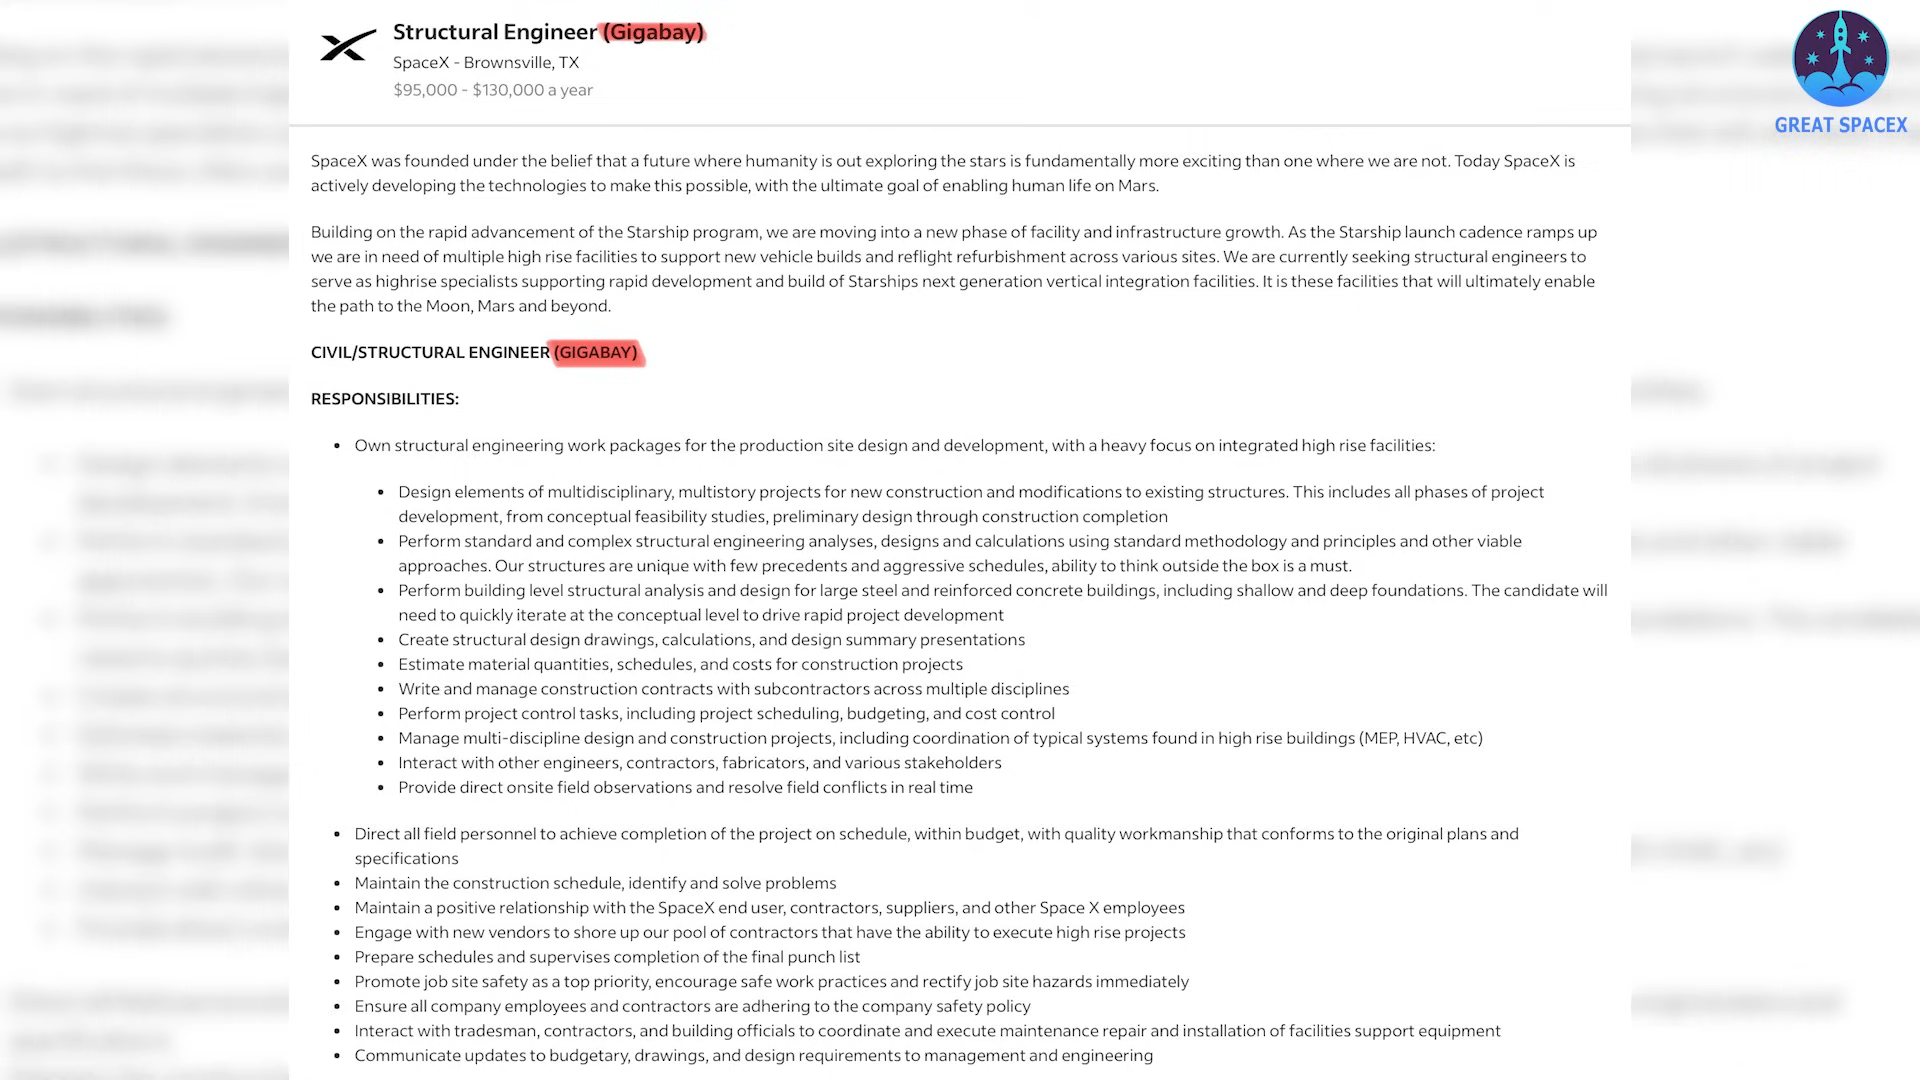 Structural Engineer (Gigabay)
SpaceX - Brownsville, TX
$95,000 - $130,000 a year
GREAT SPACEX
SpaceX was founded under the belief that a future where humanity is out exploring the stars is fundamentally more exciting than one where we are not. Today SpaceX is
actively developing the technologies to make this possible, with the ultimate goal of enabling human life on Mars.
Building on the rapid advancement of the Starship program, we are moving into a new phase of facility and infrastructure growth. As the Starship launch cadence ramps up
we are in need of multiple high rise facilities to support new vehicle builds and reflight refurbishment across various sites. We are currently seeking structural engineers to
serve as highrise specialists supporting rapid development and build of Starships next generation vertical integration facilities. It is these facilities that will ultimately enable
the path to the Moon, Mars and beyond.
CIVIL/STRUCTURAL ENGINEER (GIGABAY)
RESPONSIBILITIES:
• Own structural engineering work packages for the production site design and development, with a heavy focus on integrated high rise facilities:
• Design elements of multidisciplinary, multistory projects for new construction and modifications to existing structures. This includes all phases of project
development, from conceptual feasibility studies, preliminary design through construction completion
• Perform standard and complex structural engineering analyses, designs and calculations using standard methodology and principles and other viable
approaches. Our structures are unique with few precedents and aggressive schedules, ability to think outside the box is a must.
• Perform building level structural analysis and design for large steel and reinforced concrete buildings, including shallow and deep foundations. The candidate will
need to quickly iterate at the conceptual level to drive rapid project development
• Create structural design drawings, calculations, and design summary presentations
• Estimate material quantities, schedules, and costs for construction projects
• Write and manage construction contracts with subcontractors across multiple disciplines
• Perform project control tasks, including project scheduling, budgeting, and cost control
• Manage multi-discipline design and construction projects, including coordination of typical systems found in high rise buildings (MEP, HVAC, etc)
• Interact with other engineers, contractors, fabricators, and various stakeholders
• Provide direct onsite field observations and resolve field conflicts in real time
• Direct all field personnel to achieve completion of the project on schedule, within budget, with quality workmanship that conforms to the original plans and
specifications
• Maintain the construction schedule, identify and solve problems
• Maintain a positive relationship with the SpaceX end user, contractors, suppliers, and other Space X employees
• Engage with new vendors to shore up our pool of contractors that have the ability to execute high rise projects
• Prepare schedules and supervises completion of the final punch list
• Promote job site safety as a top priority, encourage safe work practices and rectify job site hazards immediately
• Ensure all company employees and contractors are adhering to the company safety policy
• Interact with tradesman, contractors, and building officials to coordinate and execute maintenance repair and installation of facilities support equipment
• Communicate updates to budgetary, drawings, and design requirements to management and engineering